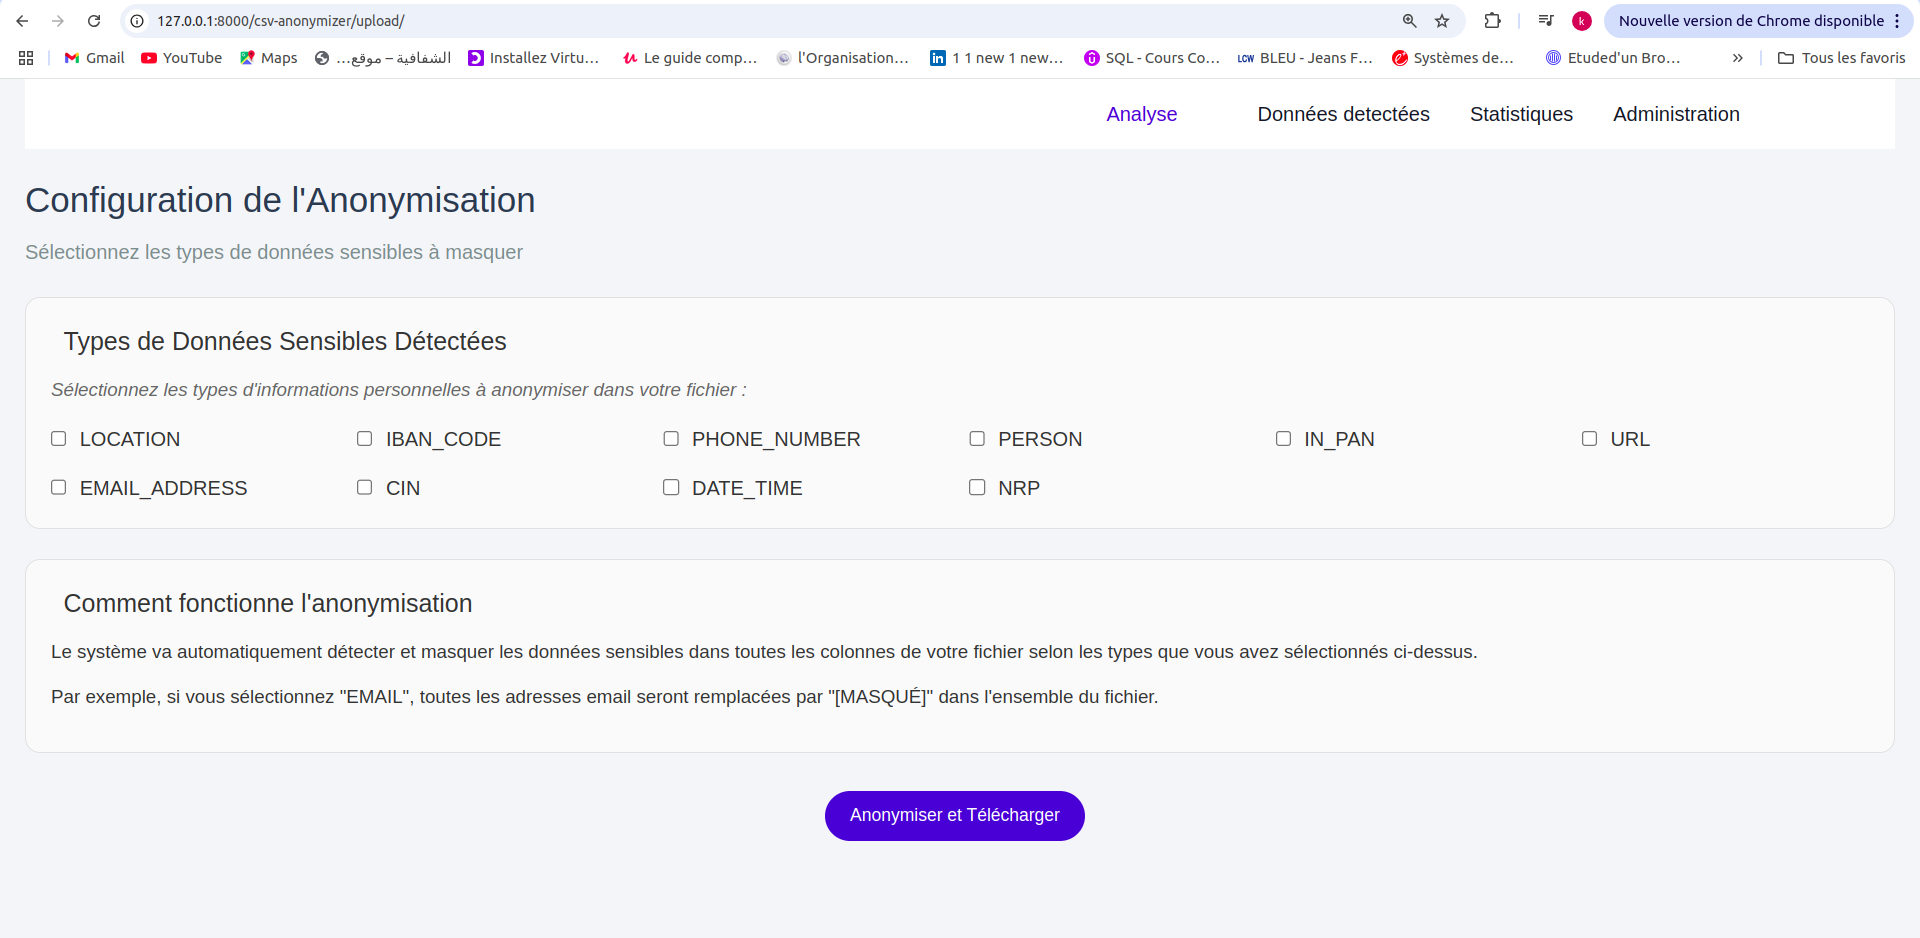 127.0.0.1:8000/csv-anonymizer/upload/
k
Nouvelle version de Chrome disponible
Gmail
YouTube
Maps
الشفافية – موقع...
Installez Virtu...
Le guide comp...
l'Organisation...
1 1 new 1 new...
SQL - Cours Co...
LCW
BLEU - Jeans F...
Systèmes de...
Etuded'un Bro...
Tous les favoris
Analyse
Données detectées
Statistiques
Administration
Configuration de l'Anonymisation
Sélectionnez les types de données sensibles à masquer
Types de Données Sensibles Détectées
Sélectionnez les types d'informations personnelles à anonymiser dans votre fichier :
LOCATION
IBAN_CODE
PHONE_NUMBER
PERSON
IN_PAN
URL
EMAIL_ADDRESS
CIN
DATE_TIME
NRP
Comment fonctionne l'anonymisation
Le système va automatiquement détecter et masquer les données sensibles dans toutes les colonnes de votre fichier selon les types que vous avez sélectionnés ci-dessus.
Par exemple, si vous sélectionnez "EMAIL", toutes les adresses email seront remplacées par "[MASQUÉ]" dans l'ensemble du fichier.
Anonymiser et Télécharger